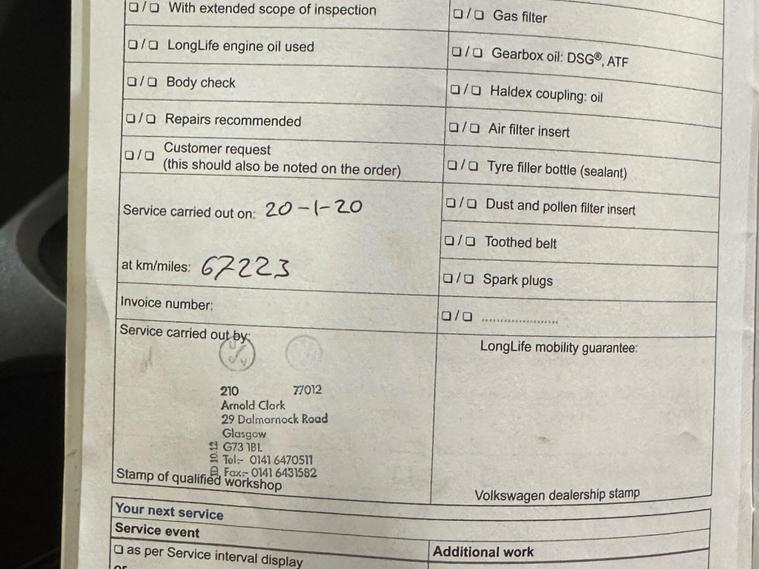 ❑/❑ With extended scope of inspection
❑/❑ Gas filter
❑/❑ LongLife engine oil used
❑/❑ Gearbox oil: DSG®, ATF
❑/❑ Body check
❑/❑ Haldex coupling: oil
❑/❑ Repairs recommended
❑/❑ Air filter insert
❑/❑ Customer request
(this should also be noted on the order)
❑/❑ Tyre filler bottle (sealant)
Service carried out on: 20-1-20
❑/❑ Dust and pollen filter insert
❑/❑ Toothed belt
at km/miles: 67223
❑/❑ Spark plugs
Invoice number:
❑/❑ ......................
Service carried out by:
LongLife mobility guarantee:
210 77012
Arnold Clark
29 Dalmarnock Road
Glasgow
G73 1BL
Tel:- 0141 6470511
Fax:- 0141 6431582
Stamp of qualified workshop
Volkswagen dealership stamp
Your next service
Service event
Additional work
❑ as per Service interval display
or